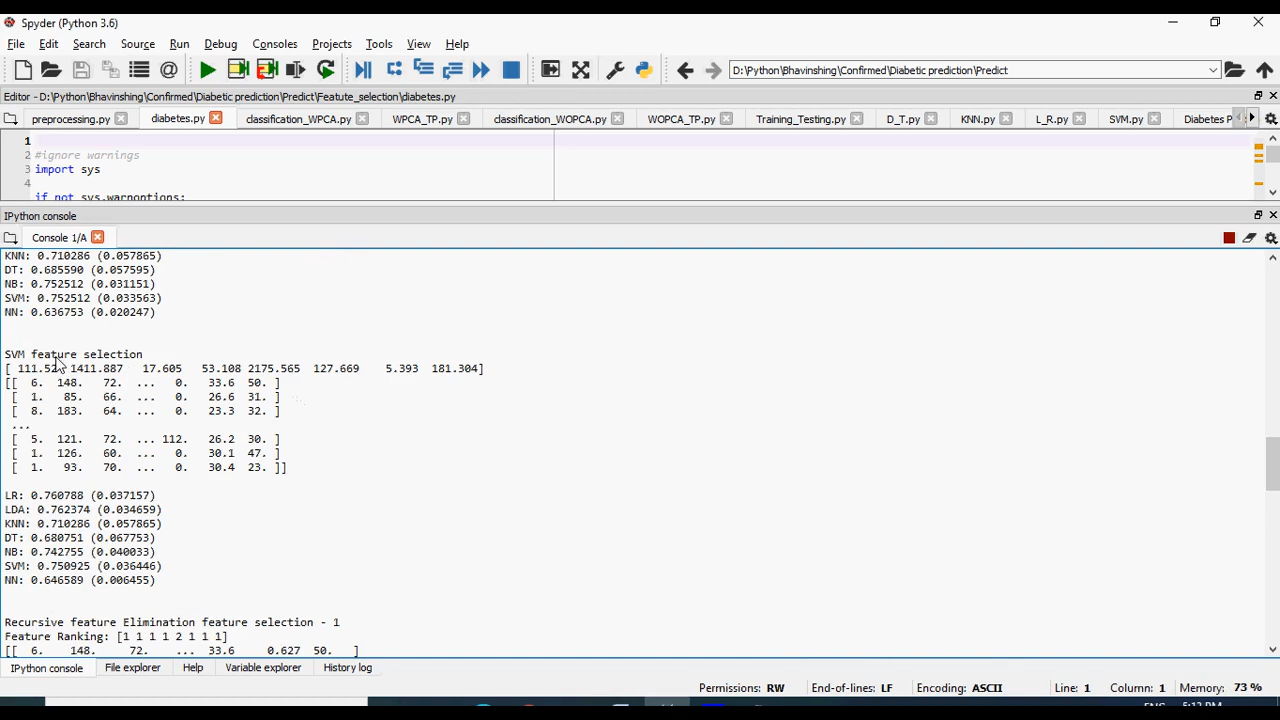 Spyder (Python 3.6)
File Edit Search Source Run Debug Consoles Projects Tools View Help
D:\Python\Bhavinshing\Confirmed\Diabetic prediction\Predict
Editor - D:\Python\Bhavinshing\Confirmed\Diabetic prediction\Predict\Featute_selection\diabetes.py
preprocessing.py diabetes.py classification_WPCA.py WPCA_TP.py classification_WOPCA.py WOPCA_TP.py Training_Testing.py D_T.py KNN.py L_R.py SVM.py Diabetes P
1
2 #ignore warnings
3 import sys
4
if not sys.warnoptions:
IPython console
Console 1/A
KNN: 0.710286 (0.057865)
DT: 0.685590 (0.057595)
NB: 0.752512 (0.031151)
SVM: 0.752512 (0.033563)
NN: 0.636753 (0.020247)
SVM feature selection
[ 111.52 1411.887 17.605 53.108 2175.565 127.669 5.393 181.304]
[[ 6. 148. 72. ... 0. 33.6 50. ]
[ 1. 85. 66. ... 0. 26.6 31. ]
[ 8. 183. 64. ... 0. 23.3 32. ]
...
[ 5. 121. 72. ... 112. 26.2 30. ]
[ 1. 126. 60. ... 0. 30.1 47. ]
[ 1. 93. 70. ... 0. 30.4 23. ]]
LR: 0.760788 (0.037157)
LDA: 0.762374 (0.034659)
KNN: 0.710286 (0.057865)
DT: 0.680751 (0.067753)
NB: 0.742755 (0.040033)
SVM: 0.750925 (0.036446)
NN: 0.646589 (0.006455)
Recursive feature Elimination feature selection - 1
Feature Ranking: [1 1 1 1 2 1 1 1]
[[ 6. 148. 72. ... 33.6 0.627 50. ]
IPython console File explorer Help Variable explorer History log
Permissions: RW End-of-lines: LF Encoding: ASCII Line: 1 Column: 1 Memory: 73 %